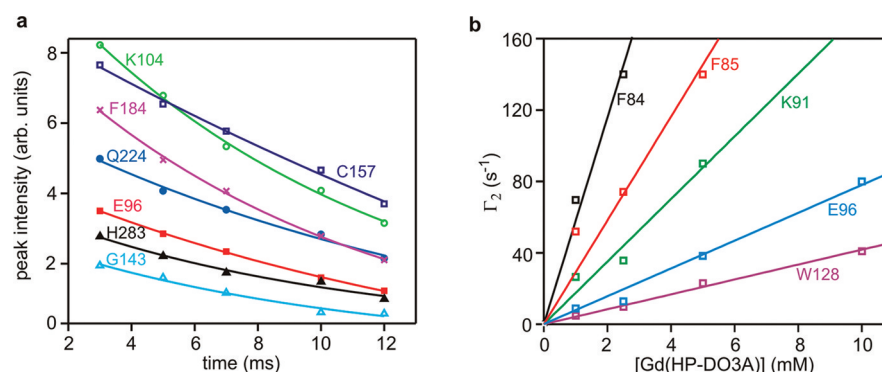 a
peak intensity (arb. units)
8
6
4
2
0
K104
F184
Q224
C157
E96
H283
G143
2 4 6 8 10 12
time (ms)
b
Γ₂ (s⁻¹)
160
120
80
40
0
F84
F85
K91
E96
W128
0 2 4 6 8 10
[Gd(HP-DO3A)] (mM)